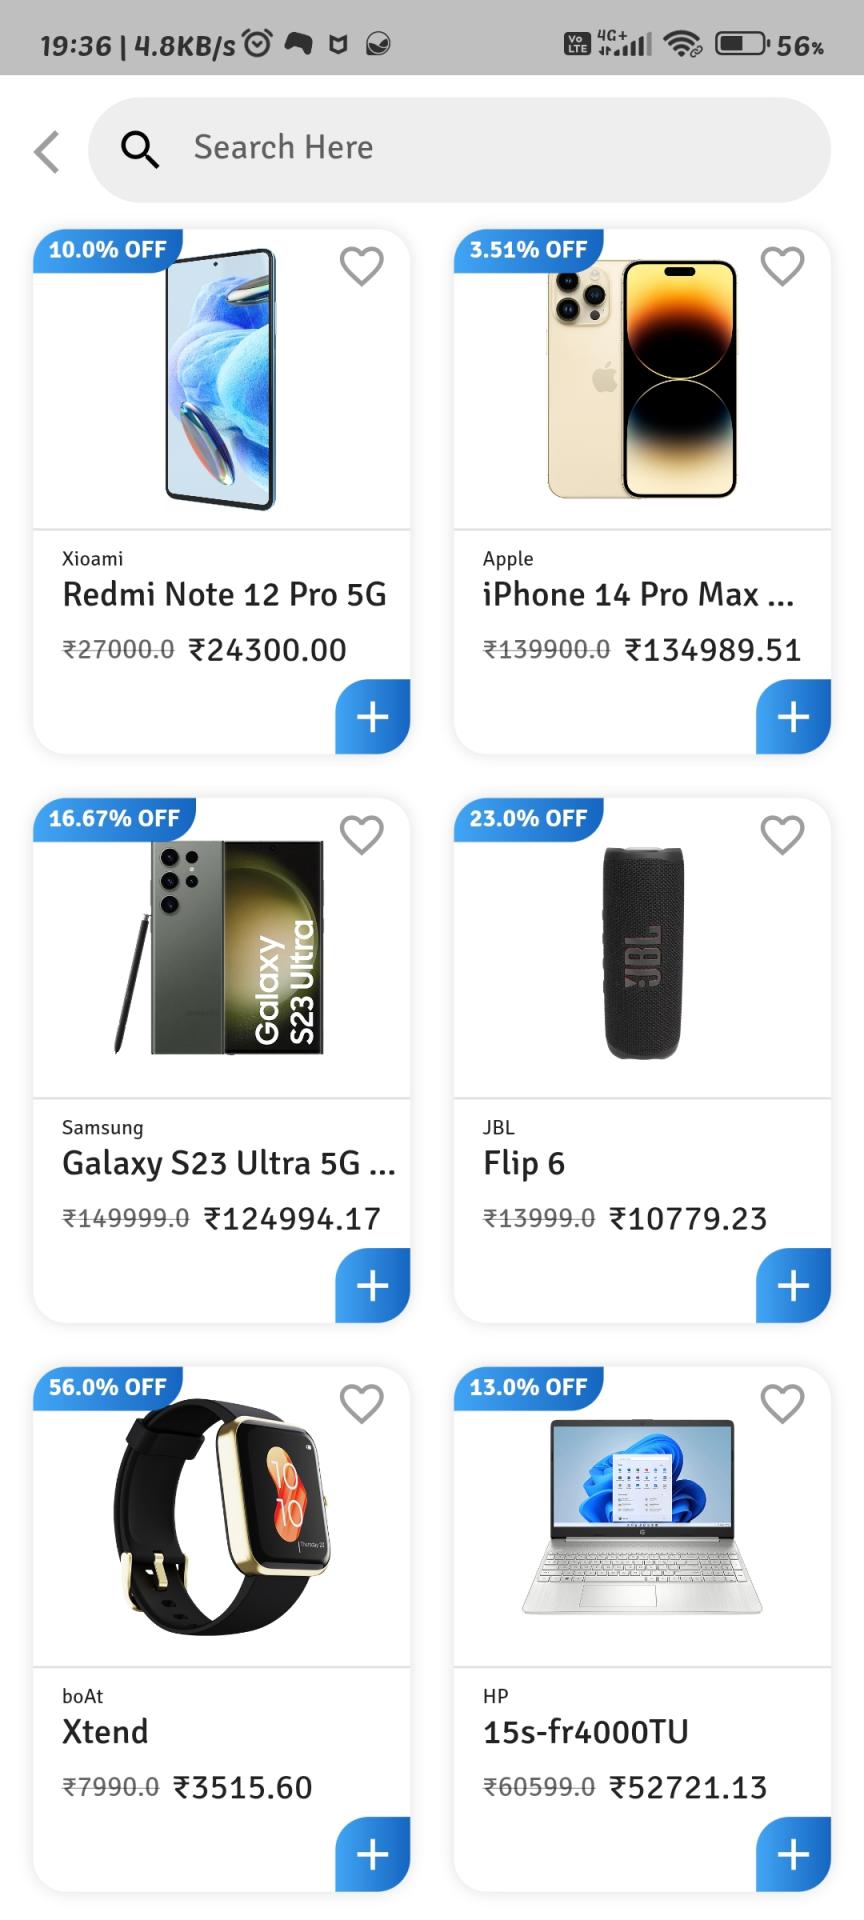 19:36 | 4.8KB/s
Vo LTE 4G+ 56%
Search Here
10.0% OFF
Xioami
Redmi Note 12 Pro 5G
₹27000.0 ₹24300.00
+
3.51% OFF
Apple
iPhone 14 Pro Max ...
₹139900.0 ₹134989.51
+
16.67% OFF
Galaxy
S23 Ultra
Samsung
Galaxy S23 Ultra 5G ...
₹149999.0 ₹124994.17
+
23.0% OFF
JBL
JBL
Flip 6
₹13999.0 ₹10779.23
+
56.0% OFF
10
10
boAt
Xtend
₹7990.0 ₹3515.60
+
13.0% OFF
HP
15s-fr4000TU
₹60599.0 ₹52721.13
+